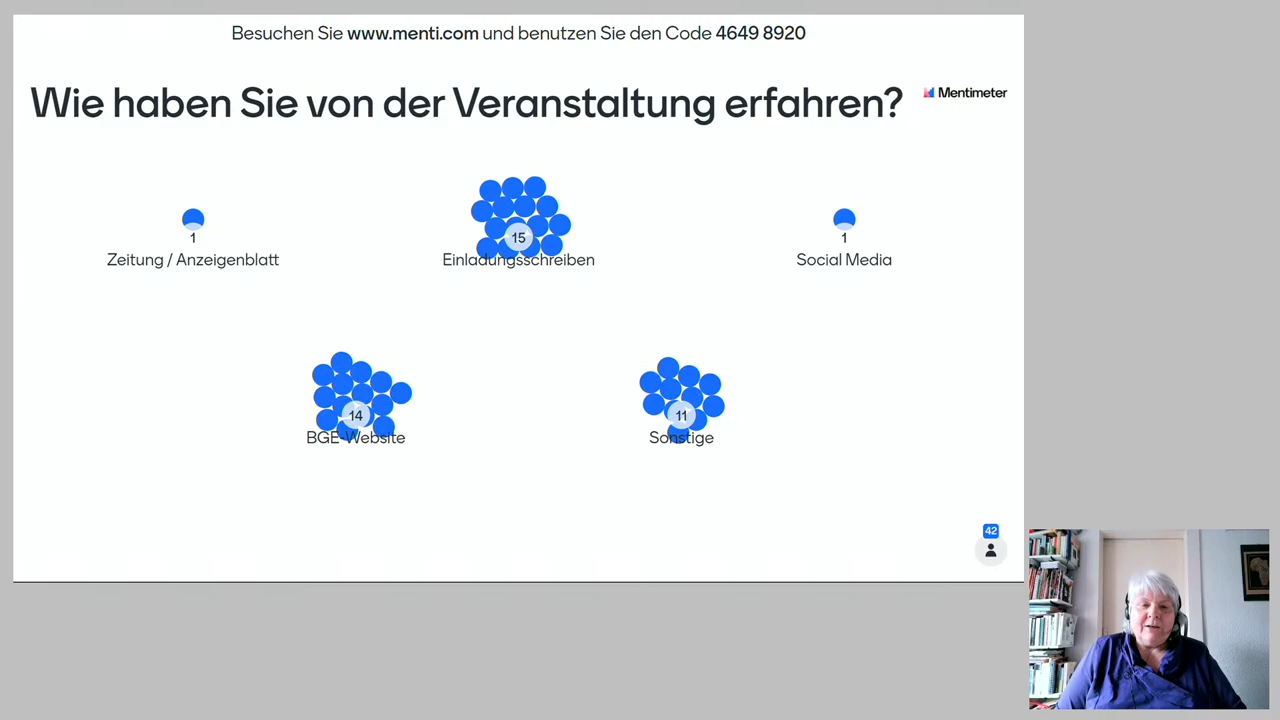 Besuchen Sie www.menti.com und benutzen Sie den Code 4649 8920
Wie haben Sie von der Veranstaltung erfahren?
Mentimeter
1
Zeitung / Anzeigenblatt
15
Einladungsschreiben
1
Social Media
14
BGE-Website
11
Sonstige
42